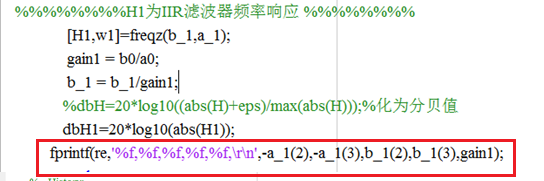 %%%%%%%%%H1为IIR滤波器频率响应 %%%%%%%%%
[H1,w1]=freqz(b_1,a_1);
gain1 = b0/a0;
b_1 = b_1/gain1;
%dbH=20*log10((abs(H)+eps)/max(abs(H)));%化为分贝值
dbH1=20*log10(abs(H1));
fprintf(re,'%f,%f,%f,%f,%f,\r\n',-a_1(2),-a_1(3),b_1(2),b_1(3),gain1);